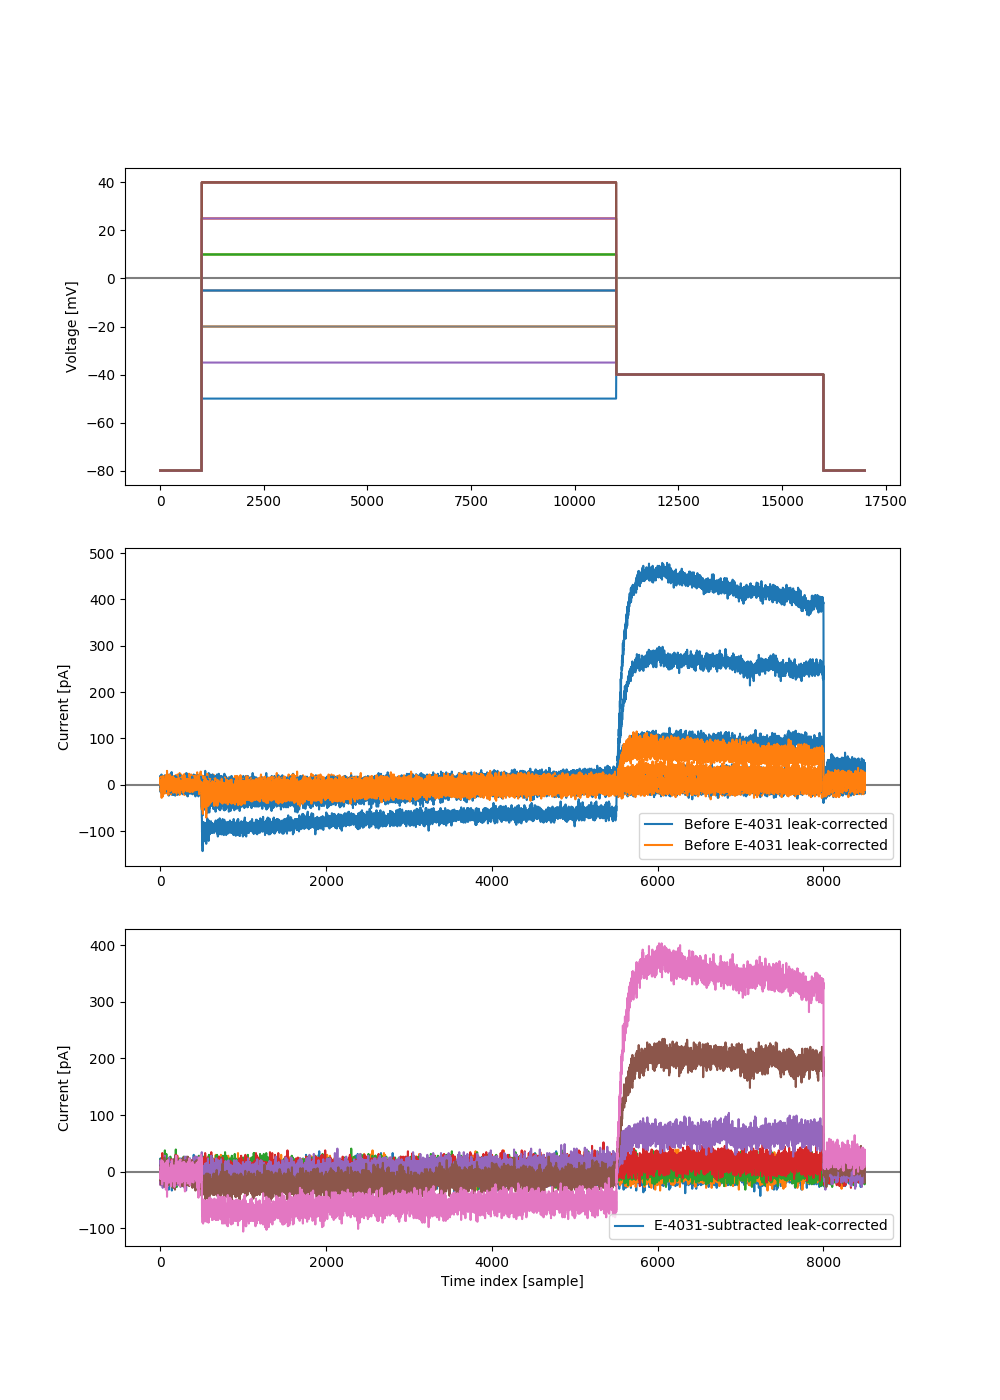 40
20
0
−20
−40
−60
−80
Voltage [mV]
0 2500 5000 7500 10000 12500 15000 17500
500
400
300
200
100
0
−100
Current [pA]
Before E-4031 leak-corrected
Before E-4031 leak-corrected
0 2000 4000 6000 8000
400
300
200
100
0
−100
Current [pA]
E-4031-subtracted leak-corrected
0 2000 4000 6000 8000
Time index [sample]